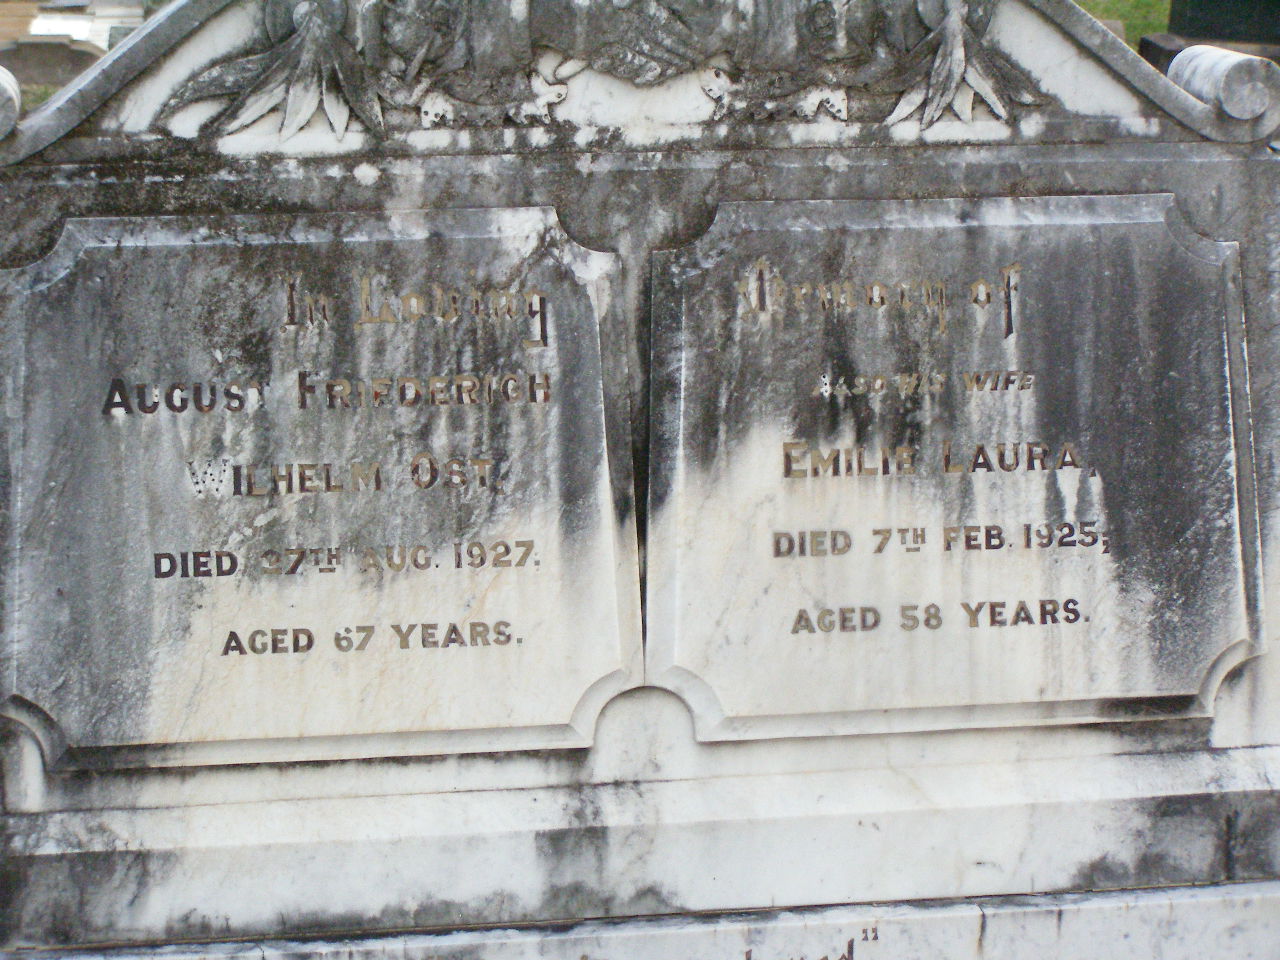 In Loving Memory of
AUGUST FRIEDERICH
WILHELM OST,
DIED 27TH AUG. 1927.
AGED 67 YEARS.
ALSO HIS WIFE
EMILIE LAURA,
DIED 7TH FEB. 1925,
AGED 58 YEARS.